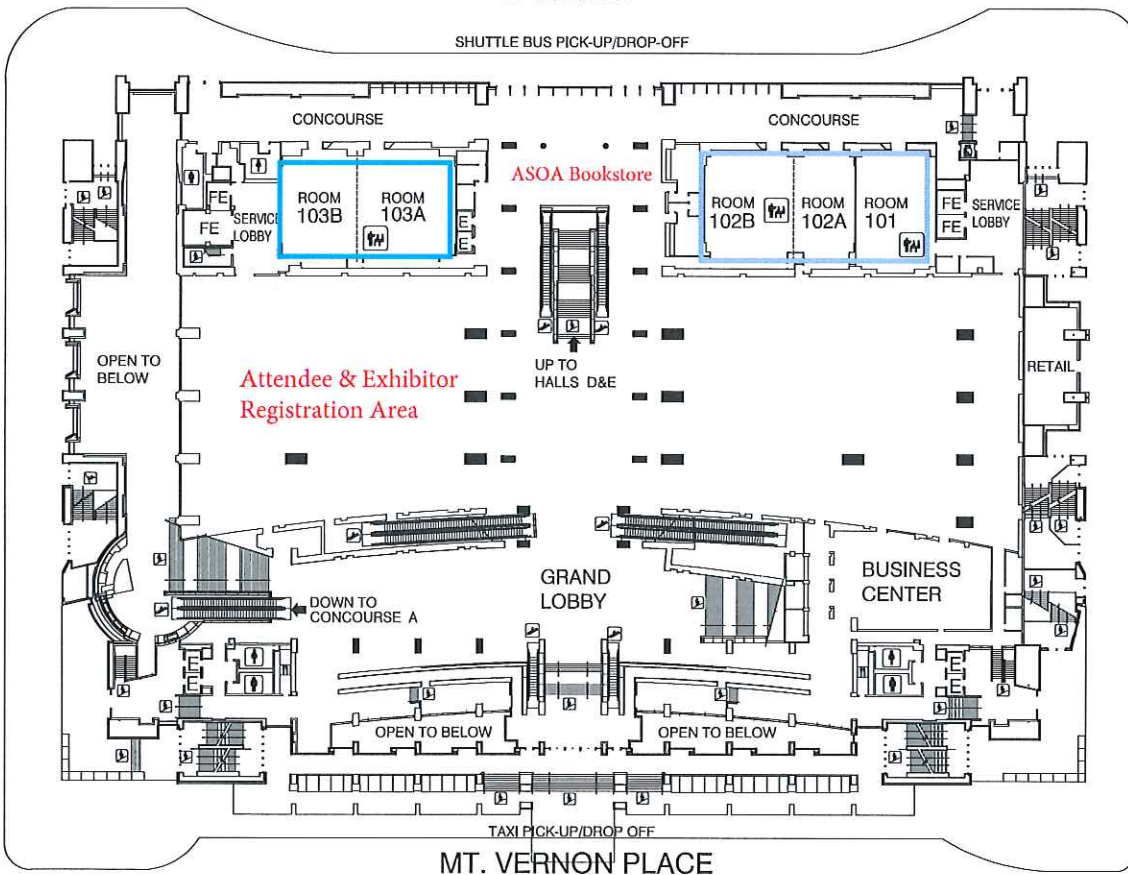 SHUTTLE BUS PICK-UP/DROP-OFF
CONCOURSE
CONCOURSE
ASOA Bookstore
ROOM
103B
ROOM
103A
ROOM
102B
ROOM
102A
ROOM
101
FE
FE
SERVICE
LOBBY
E
E
FE
FE
SERVICE
LOBBY
OPEN TO
BELOW
Attendee & Exhibitor
Registration Area
UP TO
HALLS D&E
RETAIL
GRAND
LOBBY
BUSINESS
CENTER
DOWN TO
CONCOURSE A
E
E
E
E
OPEN TO BELOW
OPEN TO BELOW
TAXI PICK-UP/DROP OFF
MT. VERNON PLACE